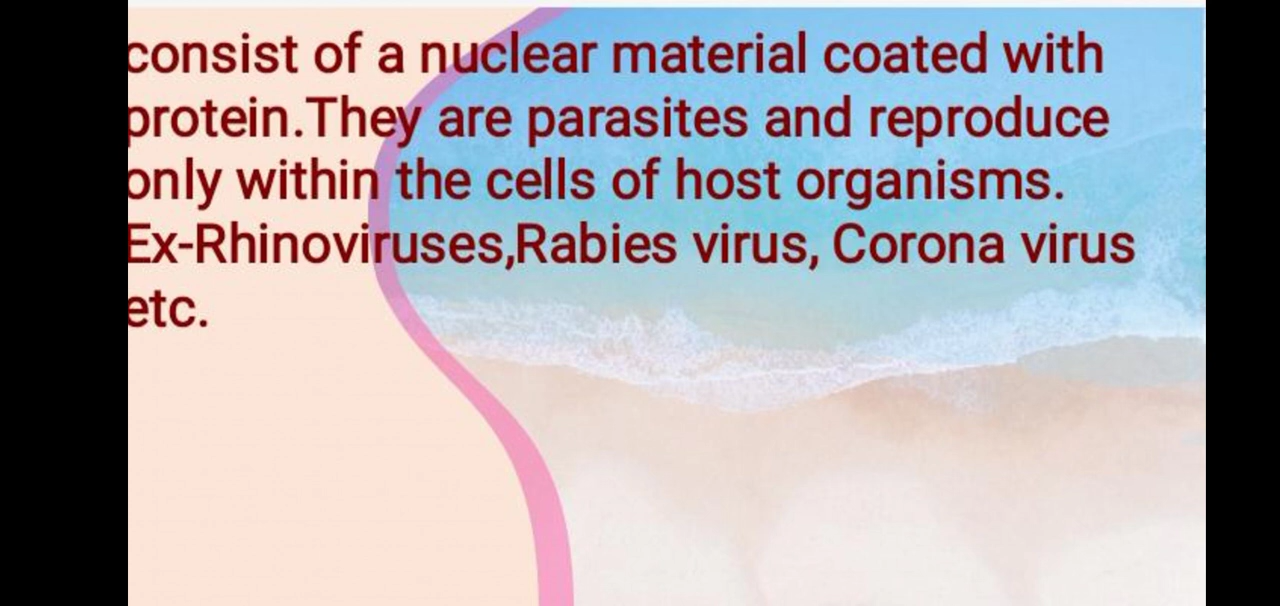 consist of a nuclear material coated with
protein.They are parasites and reproduce
only within the cells of host organisms.
Ex-Rhinoviruses,Rabies virus, Corona virus
etc.